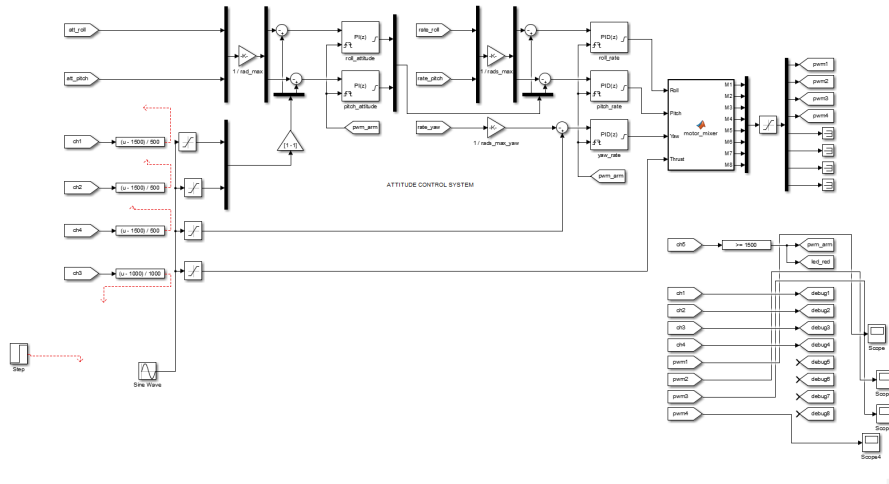 att_roll
att_pitch
-K-
1 / rad_max
PI(z)
roll_attitude
PI(z)
pitch_attitude
pwm_arm
rate_roll
rate_pitch
-K-
1 / rads_max
rate_yaw
-K-
1 / rads_max_yaw
PID(z)
roll_rate
PID(z)
pitch_rate
PID(z)
yaw_rate
pwm_arm
Roll
Pitch
Yaw
Thrust
motor_mixer
M1
M2
M3
M4
M5
M6
M7
M8
pwm1
pwm2
pwm3
pwm4
ch1
(u - 1500) / 500
ch2
(u - 1500) / 500
ch4
(u - 1500) / 500
ch3
(u - 1000) / 1000
[1 -1]
ATTITUDE CONTROL SYSTEM
Step
Sine Wave
ch5
>= 1500
pwm_arm
led_red
ch1
debug1
ch2
debug2
ch3
debug3
ch4
debug4
pwm1
debug5
pwm2
debug6
pwm3
debug7
pwm4
debug8
Scope
Scop
Scop
Scope4